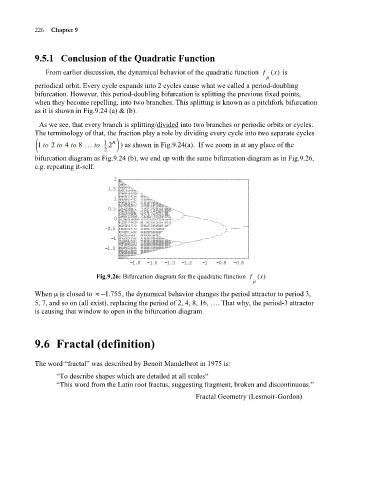 226 Chapter 9
9.5.1 Conclusion of the Quadratic Function
From earlier discussion, the dynamical behavior of the quadratic function f_μ(x) is
periodical orbit. Every cycle expands into 2 cycles cause what we called a period-doubling
bifurcation. However, this period-doubling bifurcation is splitting the previous fixed points,
when they become repelling, into two branches. This splitting is known as a pitchfork bifurcation
as it is shown in Fig.9.24 (a) & (b).
As we see, that every branch is splitting/divided into two branches or periodic orbits or cycles.
The terminology of that, the fraction play a role by dividing every cycle into two separate cycles
(1 to 2 to 4 to 8 … to ½ 2ⁿ)) as shown in Fig.9.24(a). If we zoom in at any place of the
bifurcation diagram as Fig.9.24 (b), we end up with the same bifurcation diagram as in Fig.9.26,
e.g. repeating it-self.
2
1.5
1
0.5
0
-0.5
-1
-1.5
-1.8 -1.6 -1.4 -1.2 -1 -0.8 -0.6
Fig.9.26: Bifurcation diagram for the quadratic function f_μ(x)
When μ is closed to ≈ –1.755, the dynamical behavior changes the period attractor to period 3,
5, 7, and so on (all exist), replacing the period of 2, 4, 8, 16, …. That why, the period-3 attractor
is causing that window to open in the bifurcation diagram.
9.6 Fractal (definition)
The word “fractal” was described by Benoit Mandelbrot in 1975 is:
“To describe shapes which are detailed at all scales”
“This word from the Latin root fractus, suggesting fragment, broken and discontinuous.”
Fractal Geometry (Lesmoir-Gordon)